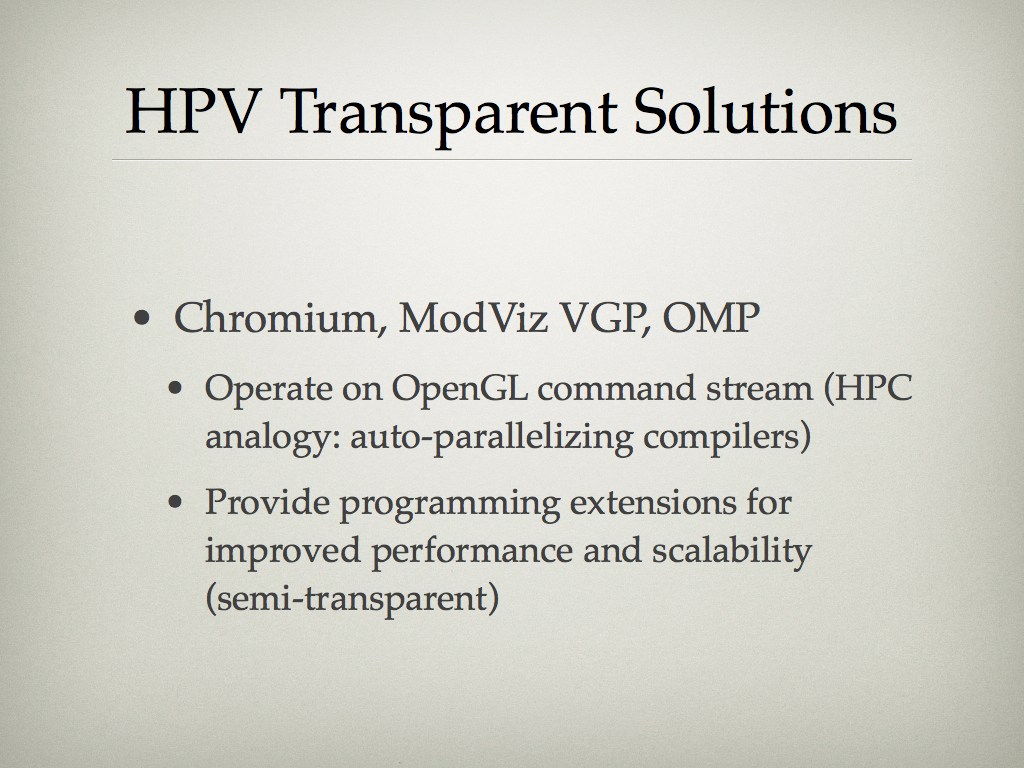 HPV Transparent Solutions
• Chromium, ModViz VGP, OMP
• Operate on OpenGL command stream (HPC
analogy: auto-parallelizing compilers)
• Provide programming extensions for
improved performance and scalability
(semi-transparent)